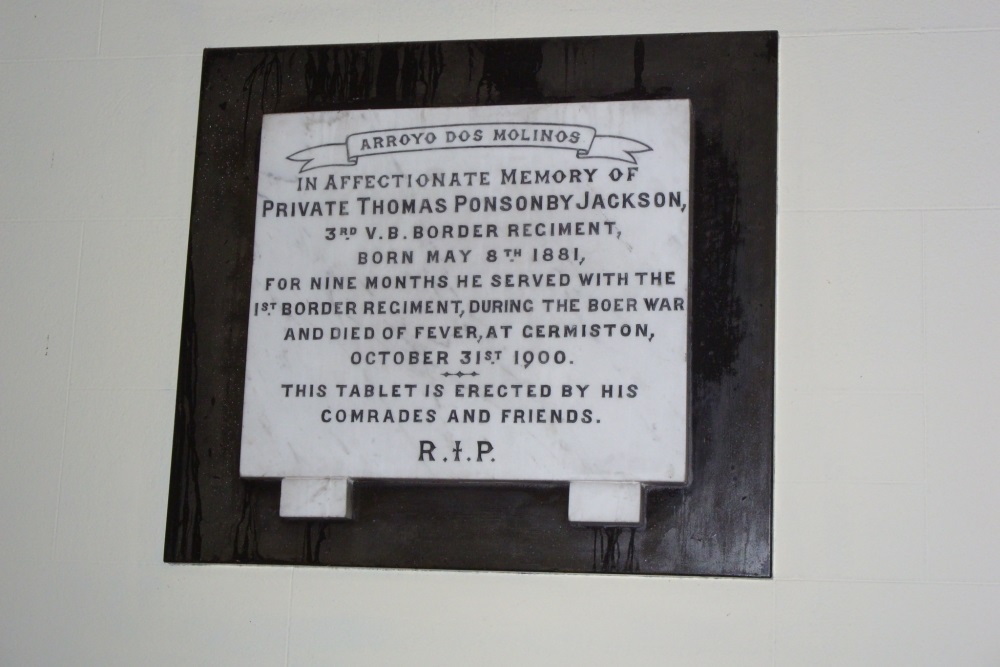 ARROYO DOS MOLINOS
IN AFFECTIONATE MEMORY OF
PRIVATE THOMAS PONSONBY JACKSON,
3RD V.B. BORDER REGIMENT,
BORN MAY 8TH 1881,
FOR NINE MONTHS HE SERVED WITH THE
1ST BORDER REGIMENT, DURING THE BOER WAR
AND DIED OF FEVER, AT GERMISTON,
OCTOBER 31ST 1900.
THIS TABLET IS ERECTED BY HIS
COMRADES AND FRIENDS.
R.I.P.